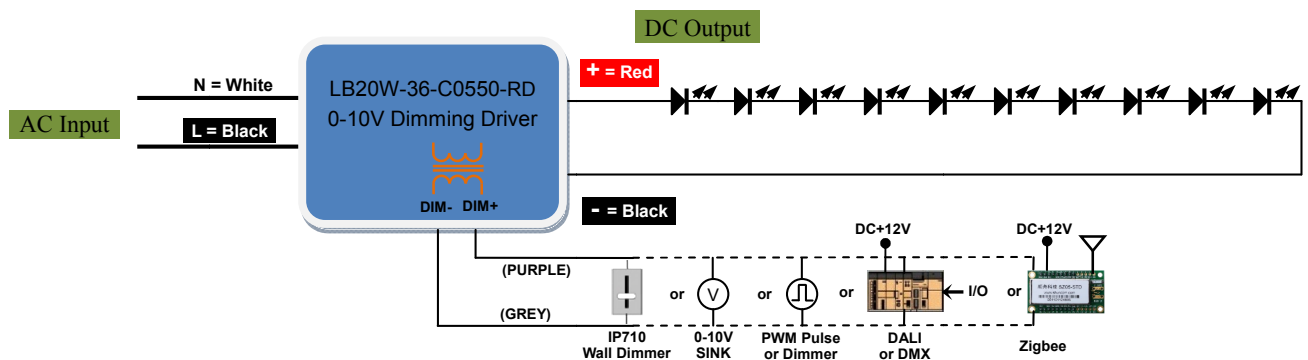 DC Output
+ = Red
N = White
LB20W-36-C0550-RD
0-10V Dimming Driver
AC Input
L = Black
DIM- DIM+
- = Black
DC+12V
DC+12V
(PURPLE)
or
V
or
or
I/O
or
(GREY)
IP710
Wall Dimmer
0-10V
SINK
PWM Pulse
or Dimmer
DALI
or DMX
Zigbee